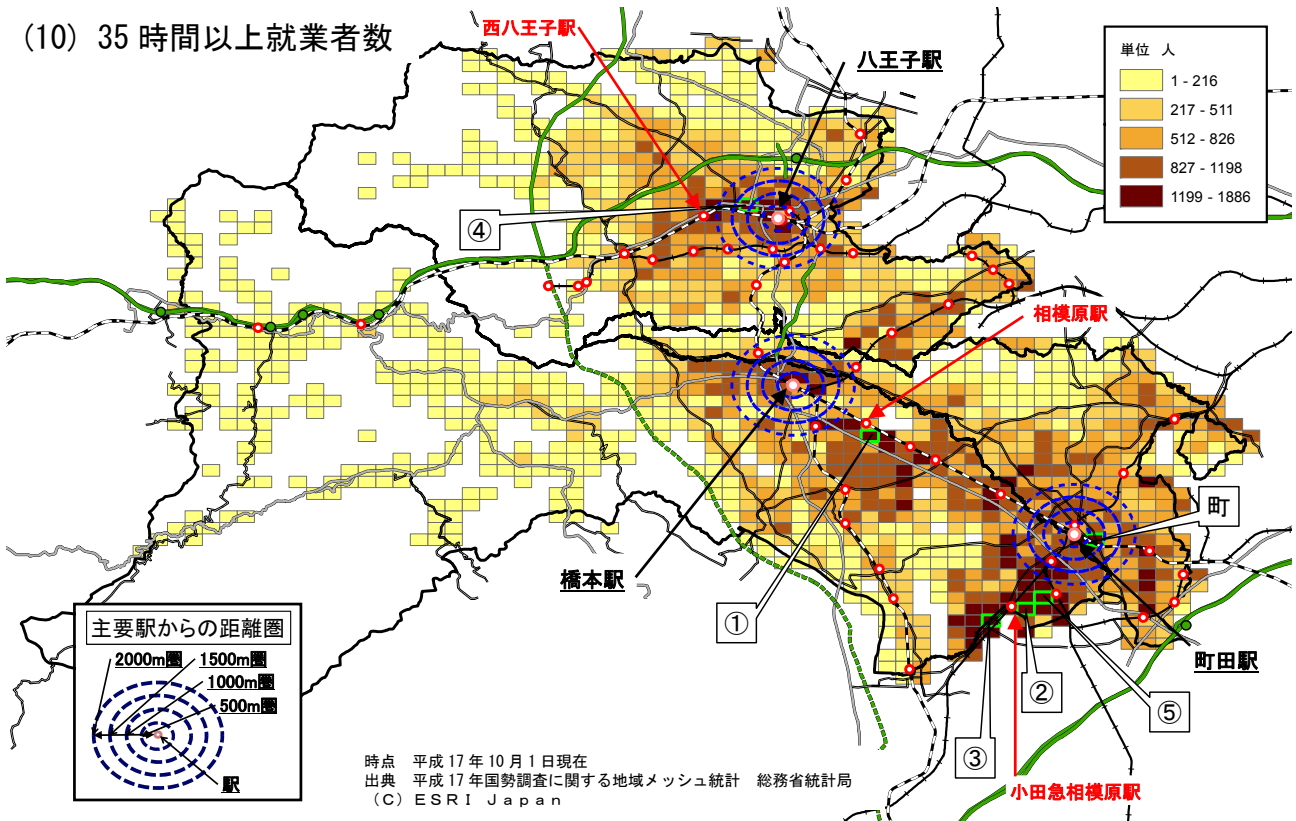 (10) 35時間以上就業者数
西八王子駅
八王子駅
単位 人
1 - 216
217 - 511
512 - 826
827 - 1198
1199 - 1886
④
相模原駅
町
橋本駅
①
町田駅
②
⑤
③
小田急相模原駅
主要駅からの距離圏
2000m圏
1500m圏
1000m圏
500m圏
駅
時点 平成17年10月1日現在
出典 平成17年国勢調査に関する地域メッシュ統計 総務省統計局
(C) ESRI Japan